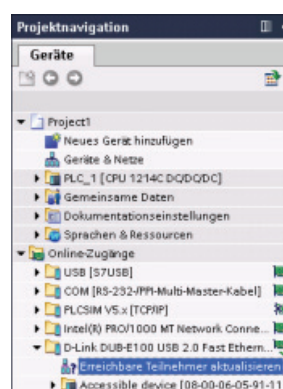 Projektnavigation
Geräte
Project1
Neues Gerät hinzufügen
Geräte & Netze
PLC_1 [CPU 1214C DC/DC/DC]
Gemeinsame Daten
Dokumentationseinstellungen
Sprachen & Ressourcen
Online-Zugänge
USB [S7USB]
COM [RS-232-/PPI-Multi-Master-Kabel]
PLCSIM V5.x [TCP/IP]
Intel(R) PRO/1000 MT Network Conne...
D-Link DUB-E100 USB 2.0 Fast Ethern...
Erreichbare Teilnehmer aktualisieren
Accessible device [08-00-06-05-91-11